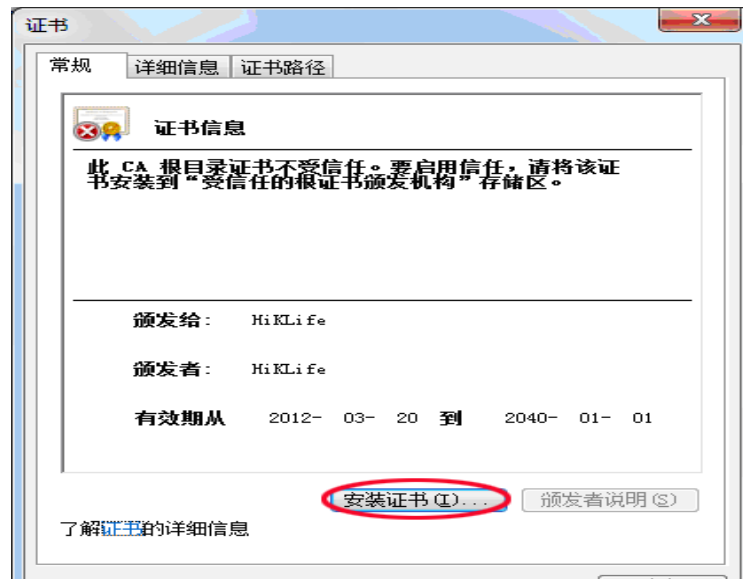 证书
常规 详细信息 证书路径
证书信息
此 CA 根目录证书不受信任。要启用信任，请将该证
书安装到“受信任的根证书颁发机构”存储区。
颁发给： HiKLife
颁发者： HiKLife
有效期从 2012- 03- 20 到 2040- 01- 01
安装证书(I)... 颁发者说明(S)
了解证书的详细信息